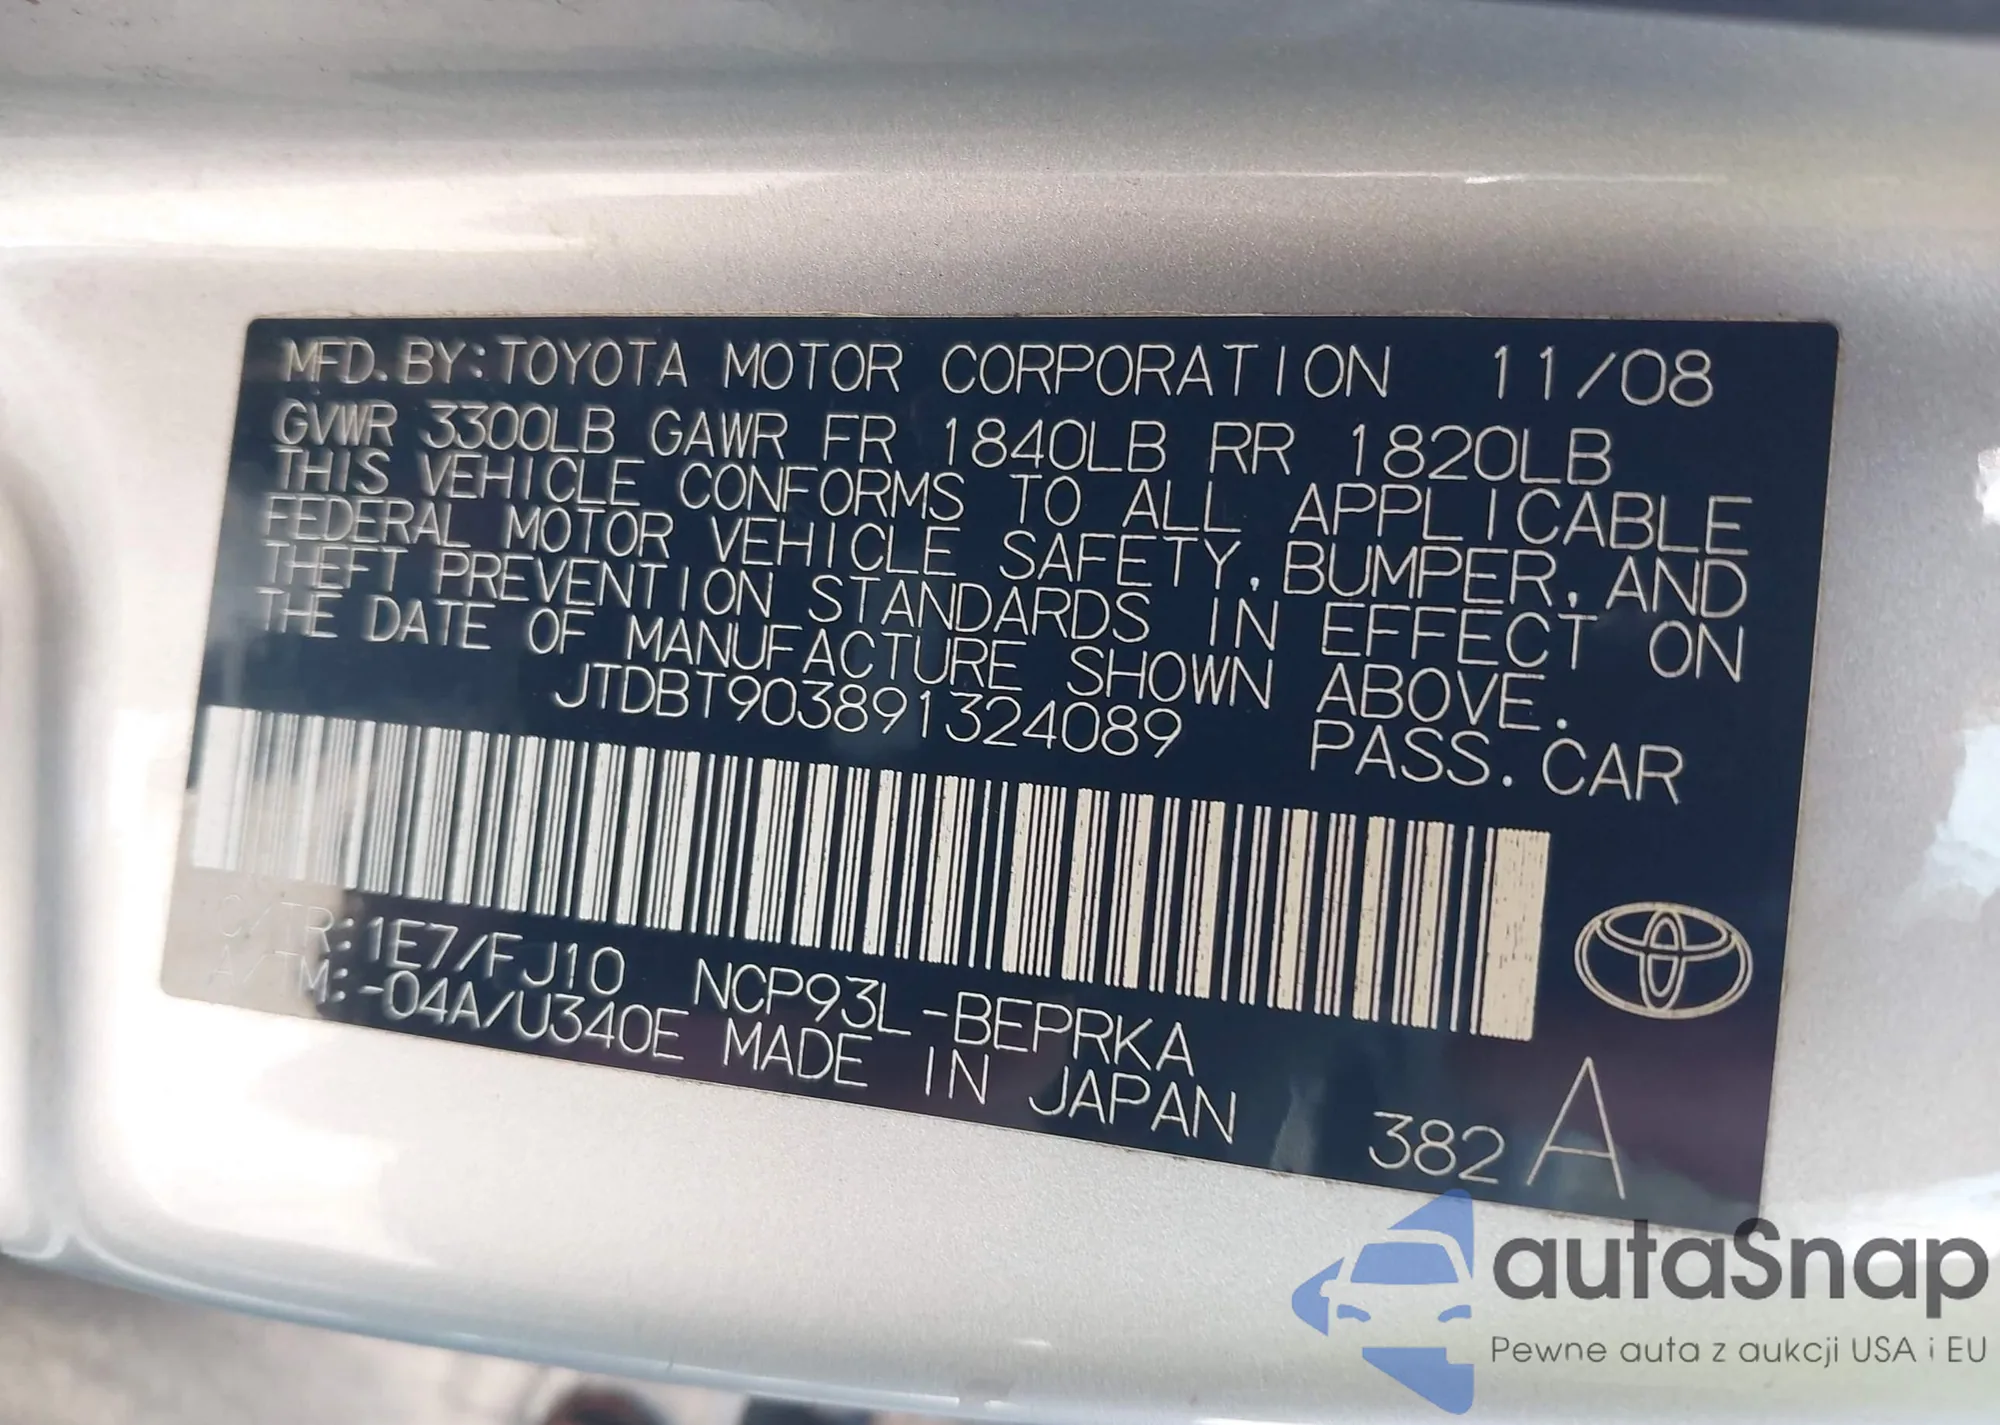 MFD. BY: TOYOTA MOTOR CORPORATION 11/08
GVWR 3300LB GAWR FR 1840LB RR 1820LB
THIS VEHICLE CONFORMS TO ALL APPLICABLE
FEDERAL MOTOR VEHICLE SAFETY, BUMPER, AND
THEFT PREVENTION STANDARDS IN EFFECT ON
THE DATE OF MANUFACTURE SHOWN ABOVE.
JTDBT903891324089 PASS. CAR
C/TR: 1E7/FJ10 NCP93L-BEPRKA
A/TM: -04A/U340E MADE IN JAPAN
382 A
autaSnap
Pewne auta z aukcji USA i EU